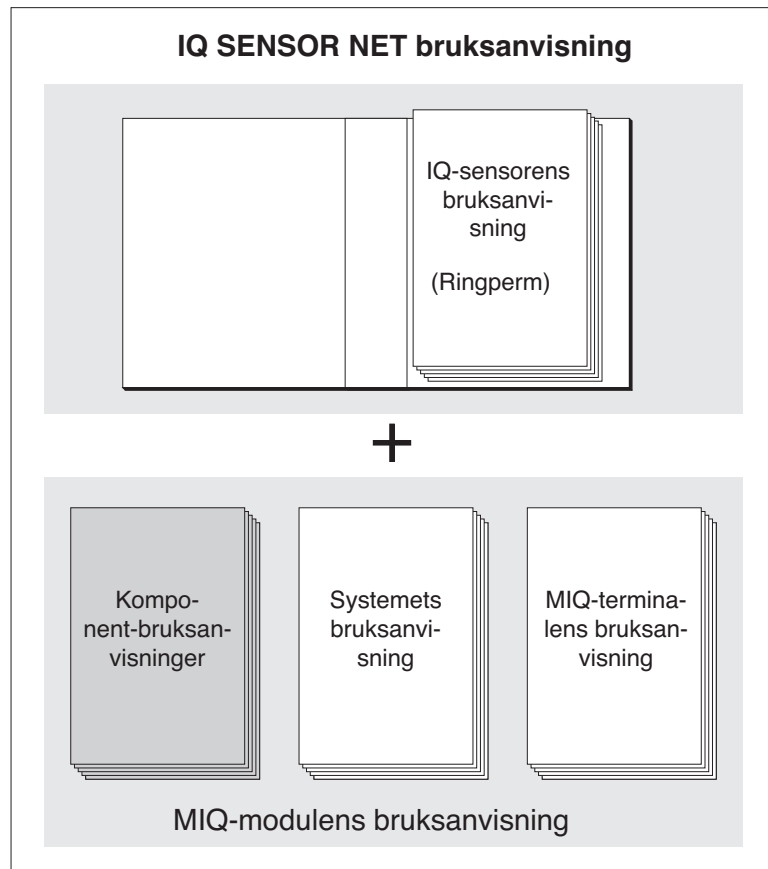 IQ SENSOR NET bruksanvisning
IQ-sensorens
bruksanvi-
sning
(Ringperm)
+
Kompo-
nent-bruksan-
visninger
Systemets
bruksanvi-
sning
MIQ-termina-
lens bruksan-
visning
MIQ-modulens bruksanvisning